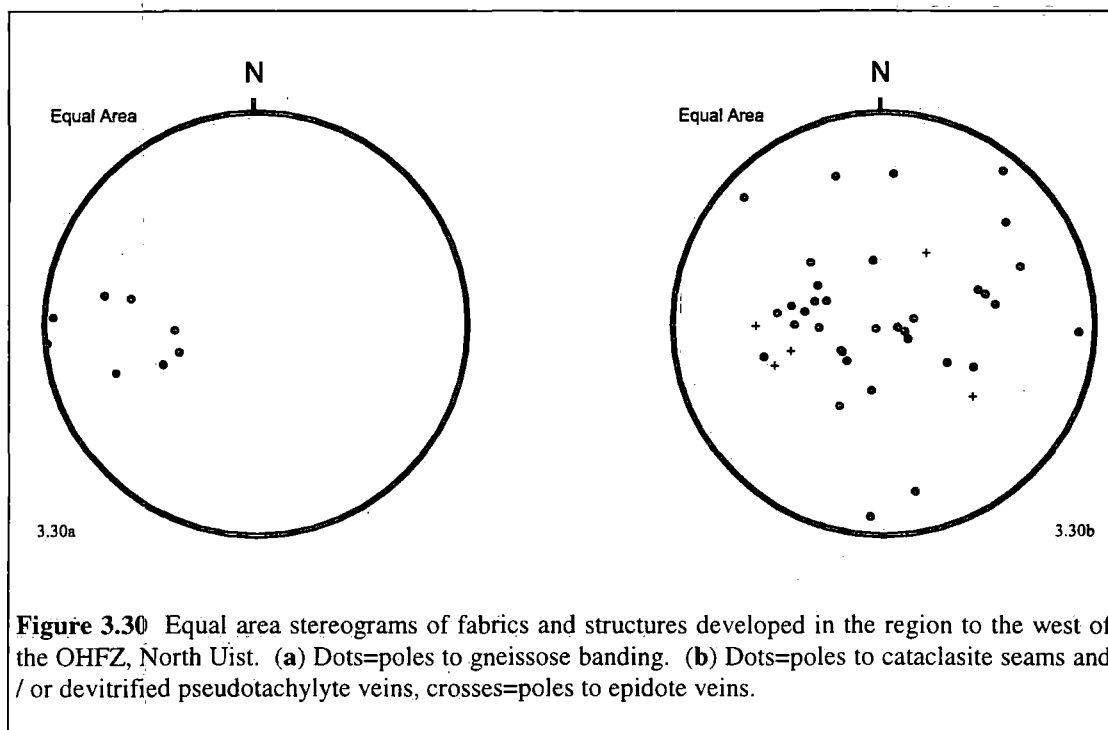 N
Equal Area
3.30a
N
Equal Area
3.30b
Figure 3.30 Equal area stereograms of fabrics and structures developed in the region to the west of
the OHFZ, North Uist. (a) Dots=poles to gneissose banding. (b) Dots=poles to cataclasite seams and
/ or devitrified pseudotachylyte veins, crosses=poles to epidote veins.